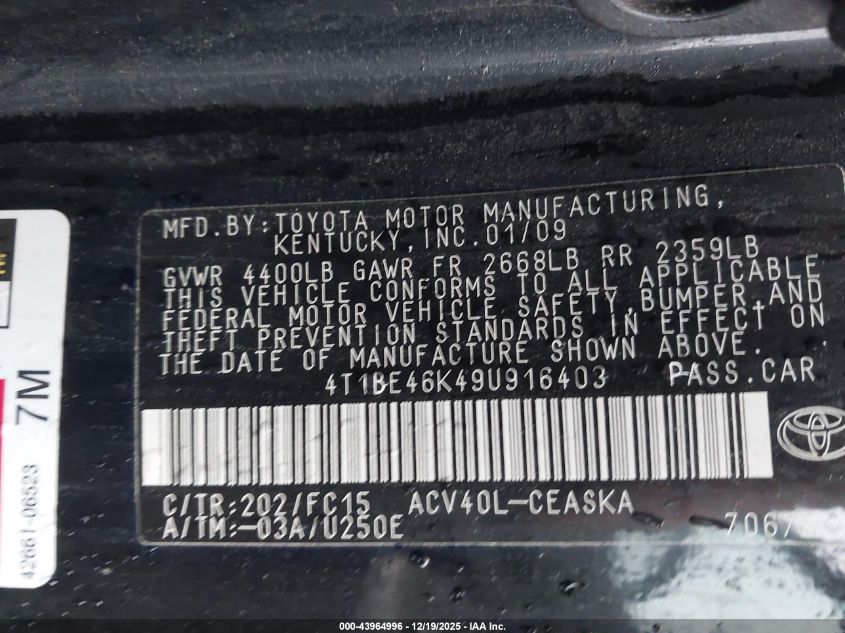 MFD.BY:TOYOTA MOTOR MANUFACTURING,
KENTUCKY,INC.01/09
GVWR 4400LB GAWR FR 2668LB RR 2359LB
THIS VEHICLE CONFORMS TO ALL APPLICABLE
FEDERAL MOTOR VEHICLE SAFETY,BUMPER,AND
THEFT PREVENTION STANDARDS IN EFFECT ON
THE DATE OF MANUFACTURE SHOWN ABOVE.
4T1BE46K49U916403 PASS.CAR
C/TR:202/FC15 ACV40L-CEASKA
A/TM:-03A/U250E 7067
7M
42661-06523
000-43964996 - 12/19/2025 - IAA Inc.